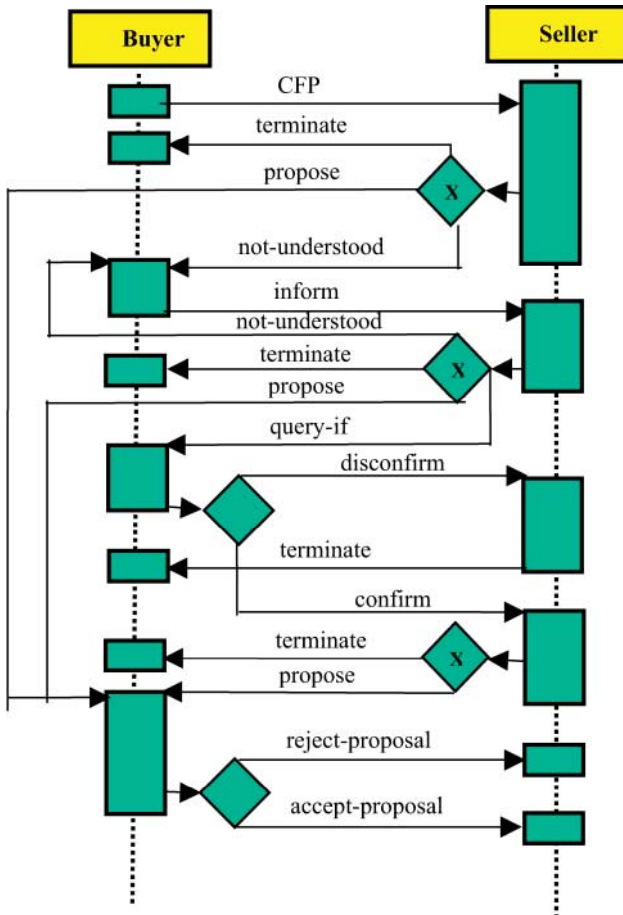 Buyer
Seller
CFP
terminate
propose
X
not-understood
inform
not-understood
terminate
X
propose
query-if
disconfirm
terminate
confirm
terminate
X
propose
reject-proposal
accept-proposal